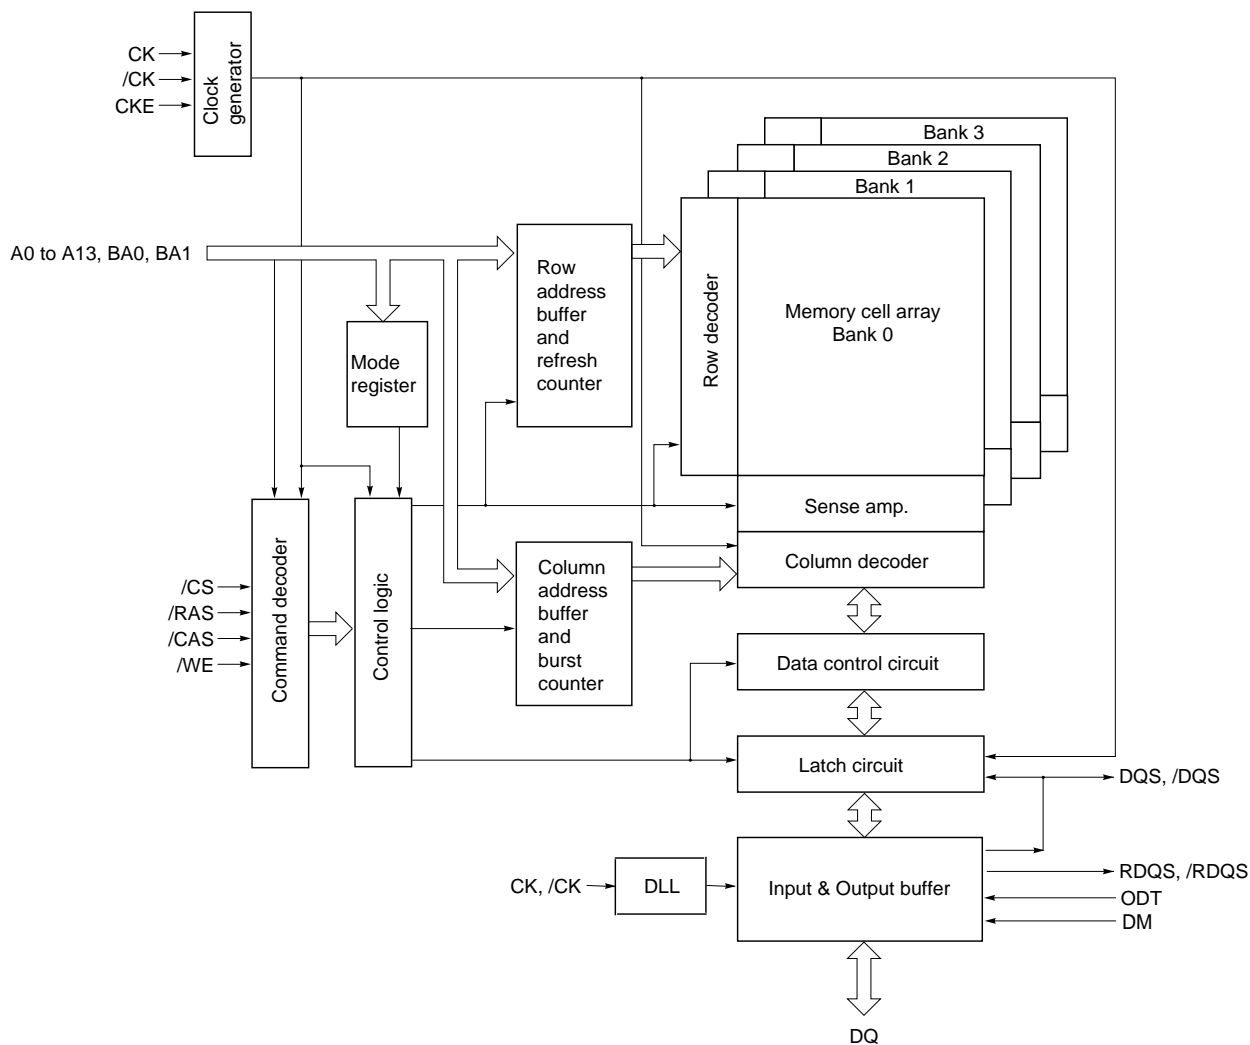 CK
/CK
CKE
Clock
generator
Bank 3
Bank 2
Bank 1
A0 to A13, BA0, BA1
Row
address
buffer
and
refresh
counter
Row decoder
Memory cell array
Bank 0
Mode
register
Sense amp.
Command decoder
Control logic
Column
address
buffer
and
burst
counter
Column decoder
/CS
/RAS
/CAS
/WE
Data control circuit
Latch circuit
DQS, /DQS
CK, /CK
DLL
Input & Output buffer
RDQS, /RDQS
ODT
DM
DQ